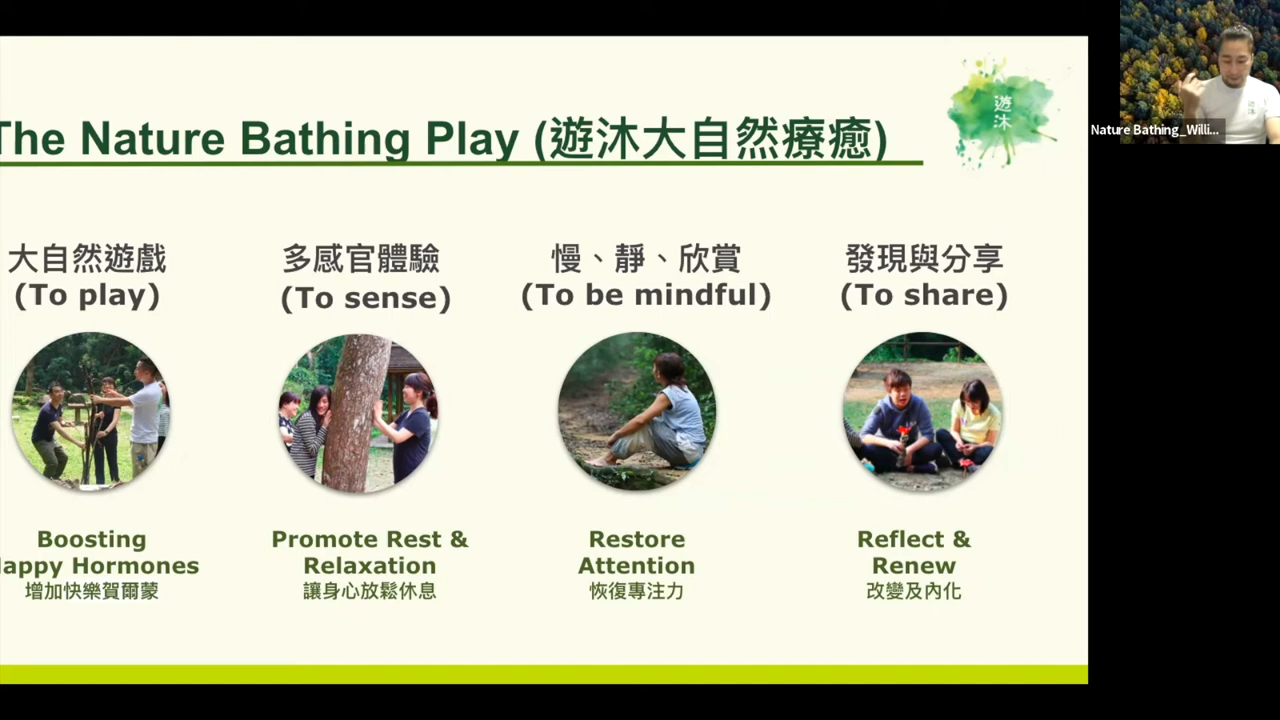 The Nature Bathing Play (遊沐大自然療癒)
遊沐
Nature Bathing_Willi...
大自然遊戲
(To play)
多感官體驗
(To sense)
慢、靜、欣賞
(To be mindful)
發現與分享
(To share)
Boosting
Happy Hormones
增加快樂賀爾蒙
Promote Rest &
Relaxation
讓身心放鬆休息
Restore
Attention
恢復專注力
Reflect &
Renew
改變及內化
遊沐